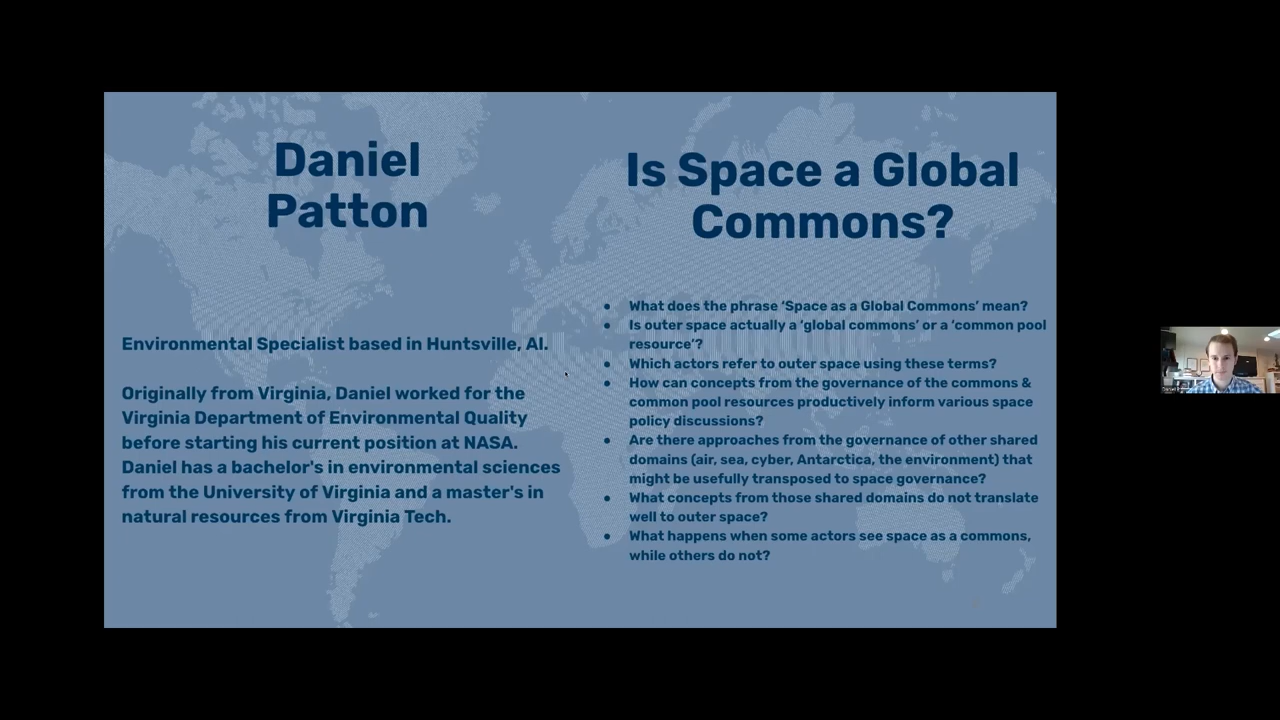 Daniel
Patton
Environmental Specialist based in Huntsville, Al.
Originally from Virginia, Daniel worked for the
Virginia Department of Environmental Quality
before starting his current position at NASA.
Daniel has a bachelor's in environmental sciences
from the University of Virginia and a master's in
natural resources from Virginia Tech.
Is Space a Global
Commons?
• What does the phrase ‘Space as a Global Commons’ mean?
• Is outer space actually a ‘global commons’ or a ‘common pool
resource’?
• Which actors refer to outer space using these terms?
• How can concepts from the governance of the commons &
common pool resources productively inform various space
policy discussions?
• Are there approaches from the governance of other shared
domains (air, sea, cyber, Antarctica, the environment) that
might be usefully transposed to space governance?
• What concepts from those shared domains do not translate
well to outer space?
• What happens when some actors see space as a commons,
while others do not?